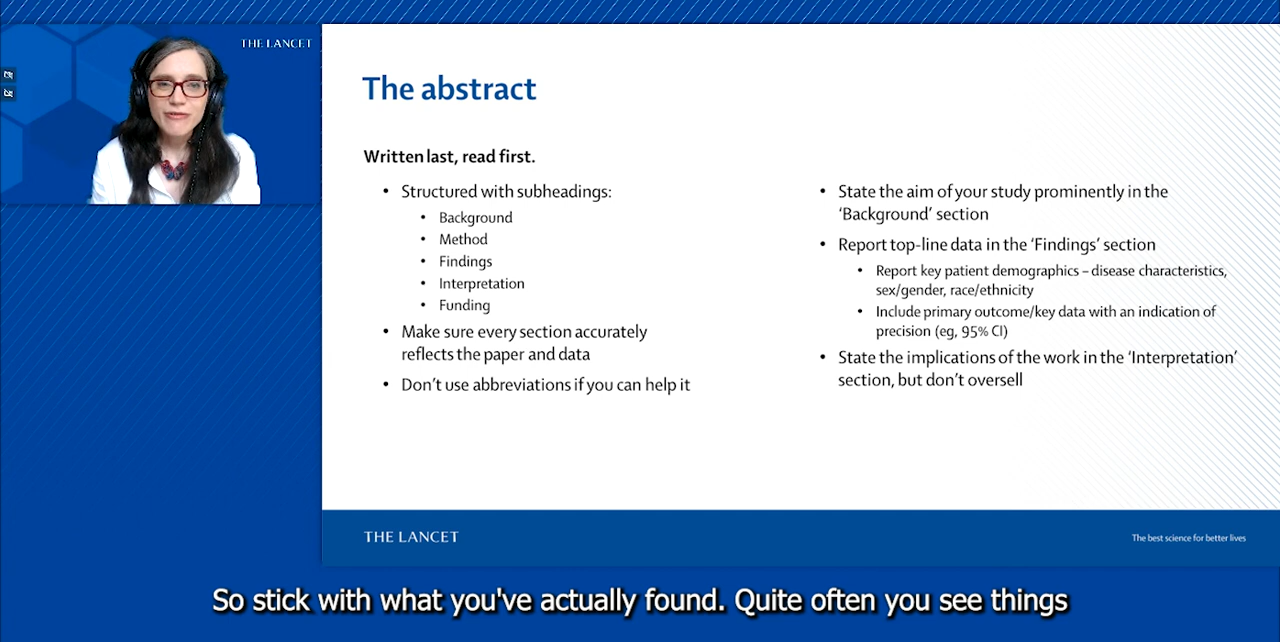 THE LANCET
The abstract
Written last, read first.
• Structured with subheadings:
• Background
• Method
• Findings
• Interpretation
• Funding
• Make sure every section accurately
reflects the paper and data
• Don't use abbreviations if you can help it
• State the aim of your study prominently in the
'Background' section
• Report top-line data in the 'Findings' section
• Report key patient demographics – disease characteristics,
sex/gender, race/ethnicity
• Include primary outcome/key data with an indication of
precision (eg, 95% CI)
• State the implications of the work in the 'Interpretation'
section, but don't oversell
THE LANCET
The best science for better lives
So stick with what you've actually found. Quite often you see things